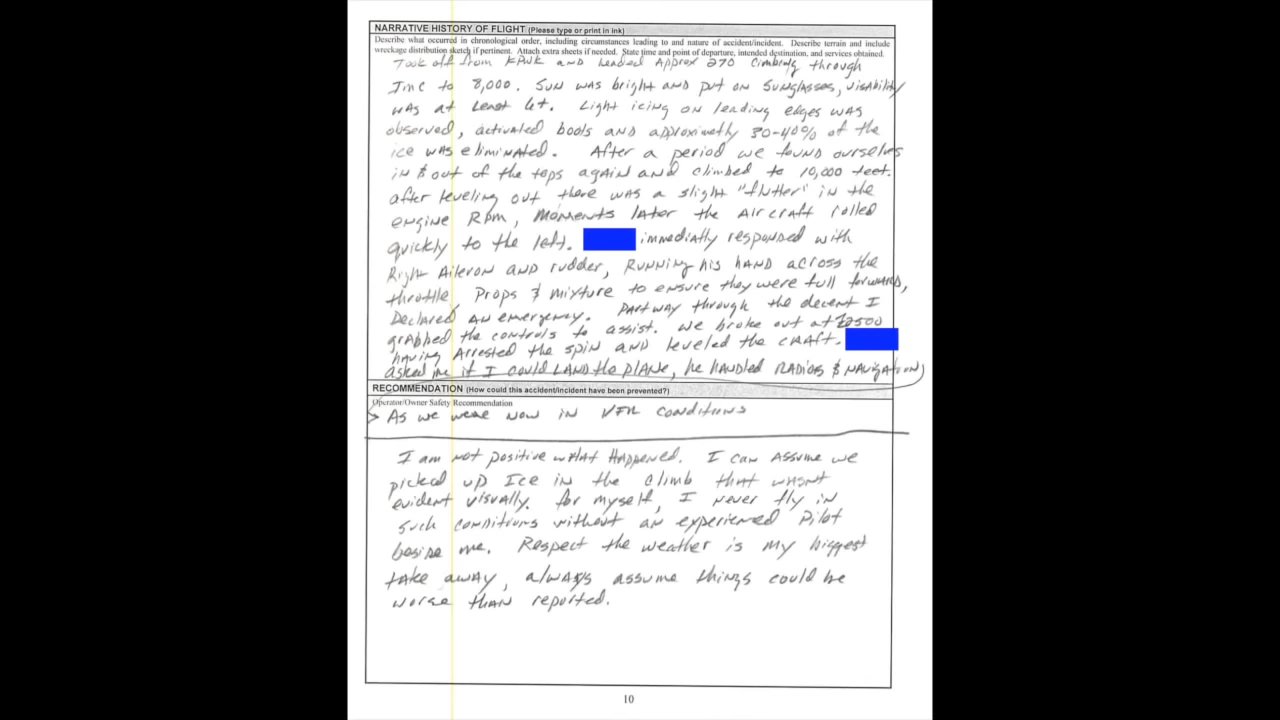 NARRATIVE HISTORY OF FLIGHT (Please type or print in ink)
Describe what occurred in chronological order, including circumstances leading to and nature of accident/incident. Describe terrain and include
wreckage distribution sketch if pertinent. Attach extra sheets if needed. State time and point of departure, intended destination, and services obtained.
Took off from KPWK and headed Approx 270 climbing through
Imc to 8,000. Sun was bright and put on sunglasses, visability
was at least 6+. Light icing on leading edges was
observed, activated boots and approximetly 30-40% of the
ice was eliminated. After a period we found ourselves
in & out of the tops again and climbed to 10,000 feet.
after leveling out there was a slight "flutter" in the
engine Rpm, moments later the Aircraft rolled
quickly to the left. immediatly responded with
Right Aileron and rudder, Running his hand across the
throttle, Props & mixture to ensure they were full forward,
Declared an emergency. Partway through the decent I
grabbed the controls to assist. we broke out at 2500
having Arrested the spin and leveled the craft.
asked me if I could LAND the PLANE, he handled RADIOS & NAVIGATION
RECOMMENDATION (How could this accident/incident have been prevented?)
Operator/Owner Safety Recommendation
> As we were now in VFR conditions
I am not positive what Happened. I can Assume we
picked up Ice in the climb that wasnt
evident visually. for myself, I never fly in
such conditions without an experienced Pilot
beside me. Respect the weather is my biggest
take away, always assume things could be
worse than reported.
10